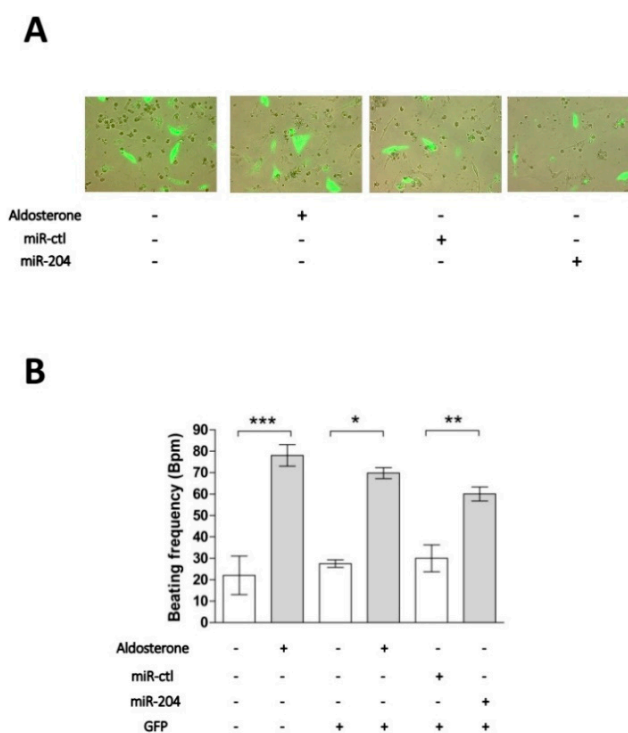 A
Aldosterone - + - -
miR-ctl - - + -
miR-204 - - - +
B
*** * **
Beating frequency (Bpm)
90
80
70
60
50
40
30
20
10
0
Aldosterone - + - + - -
miR-ctl - - - - + -
miR-204 - - - - - +
GFP - - + + + +